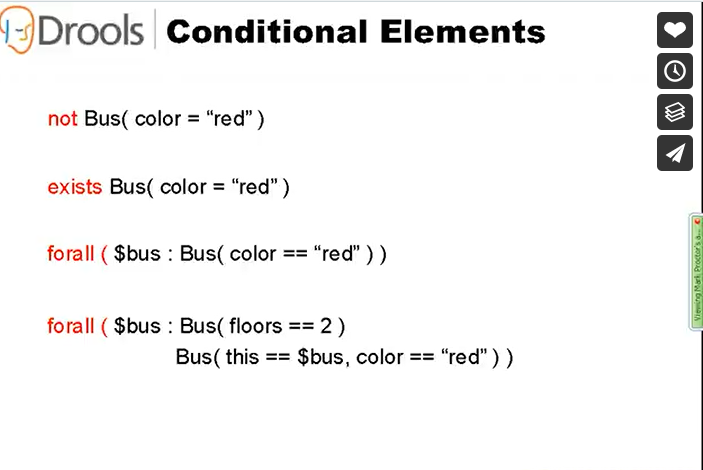 Drools Conditional Elements
not Bus( color = “red” )
exists Bus( color = “red” )
forall ( $bus : Bus( color == “red” ) )
forall ( $bus : Bus( floors == 2 )
Bus( this == $bus, color == “red” ) )
Viewing Mark Proctor's a...